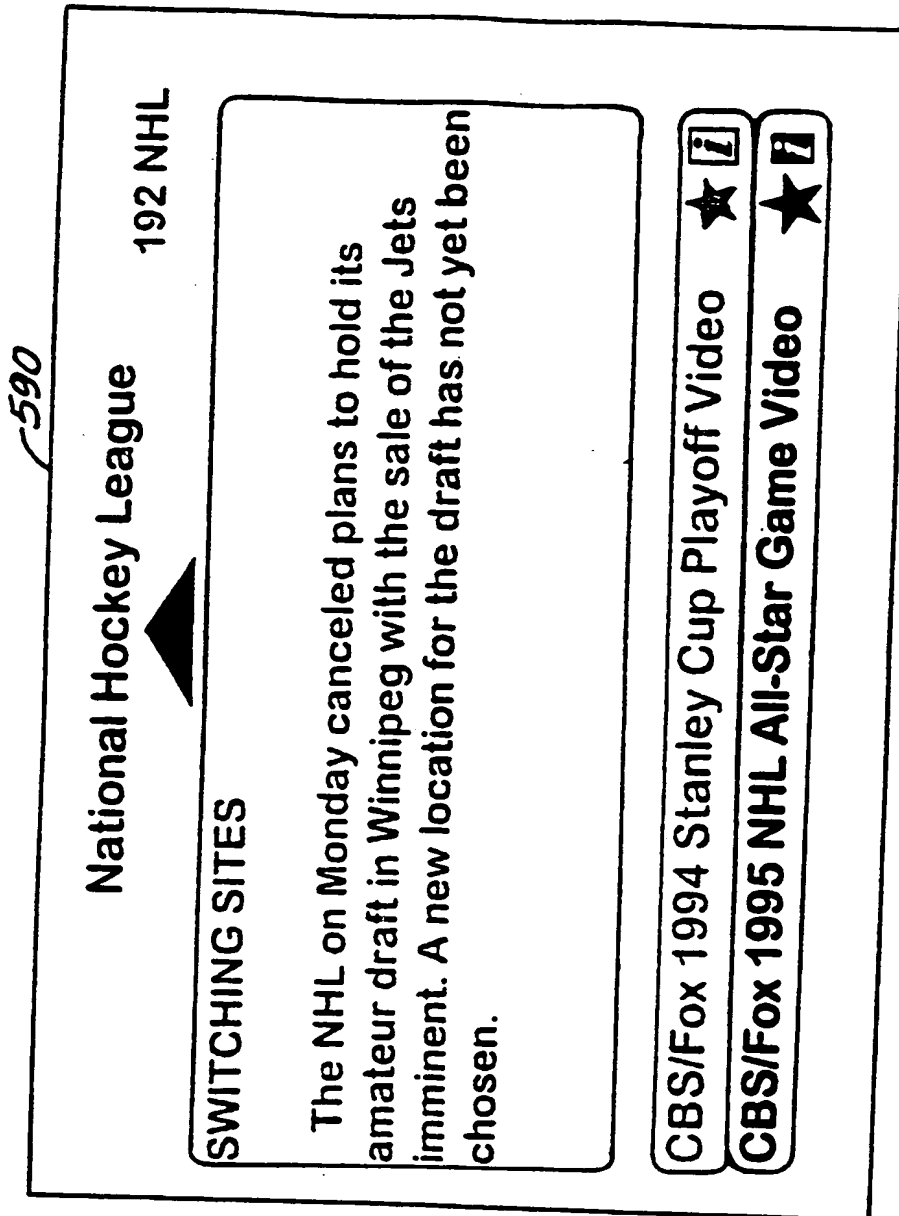 590
National Hockey League
192 NHL
SWITCHING SITES
The NHL on Monday canceled plans to hold its
amateur draft in Winnipeg with the sale of the Jets
imminent. A new location for the draft has not yet been
chosen.
CBS/Fox 1994 Stanley Cup Playoff Video i
CBS/Fox 1995 NHL All-Star Game Video i